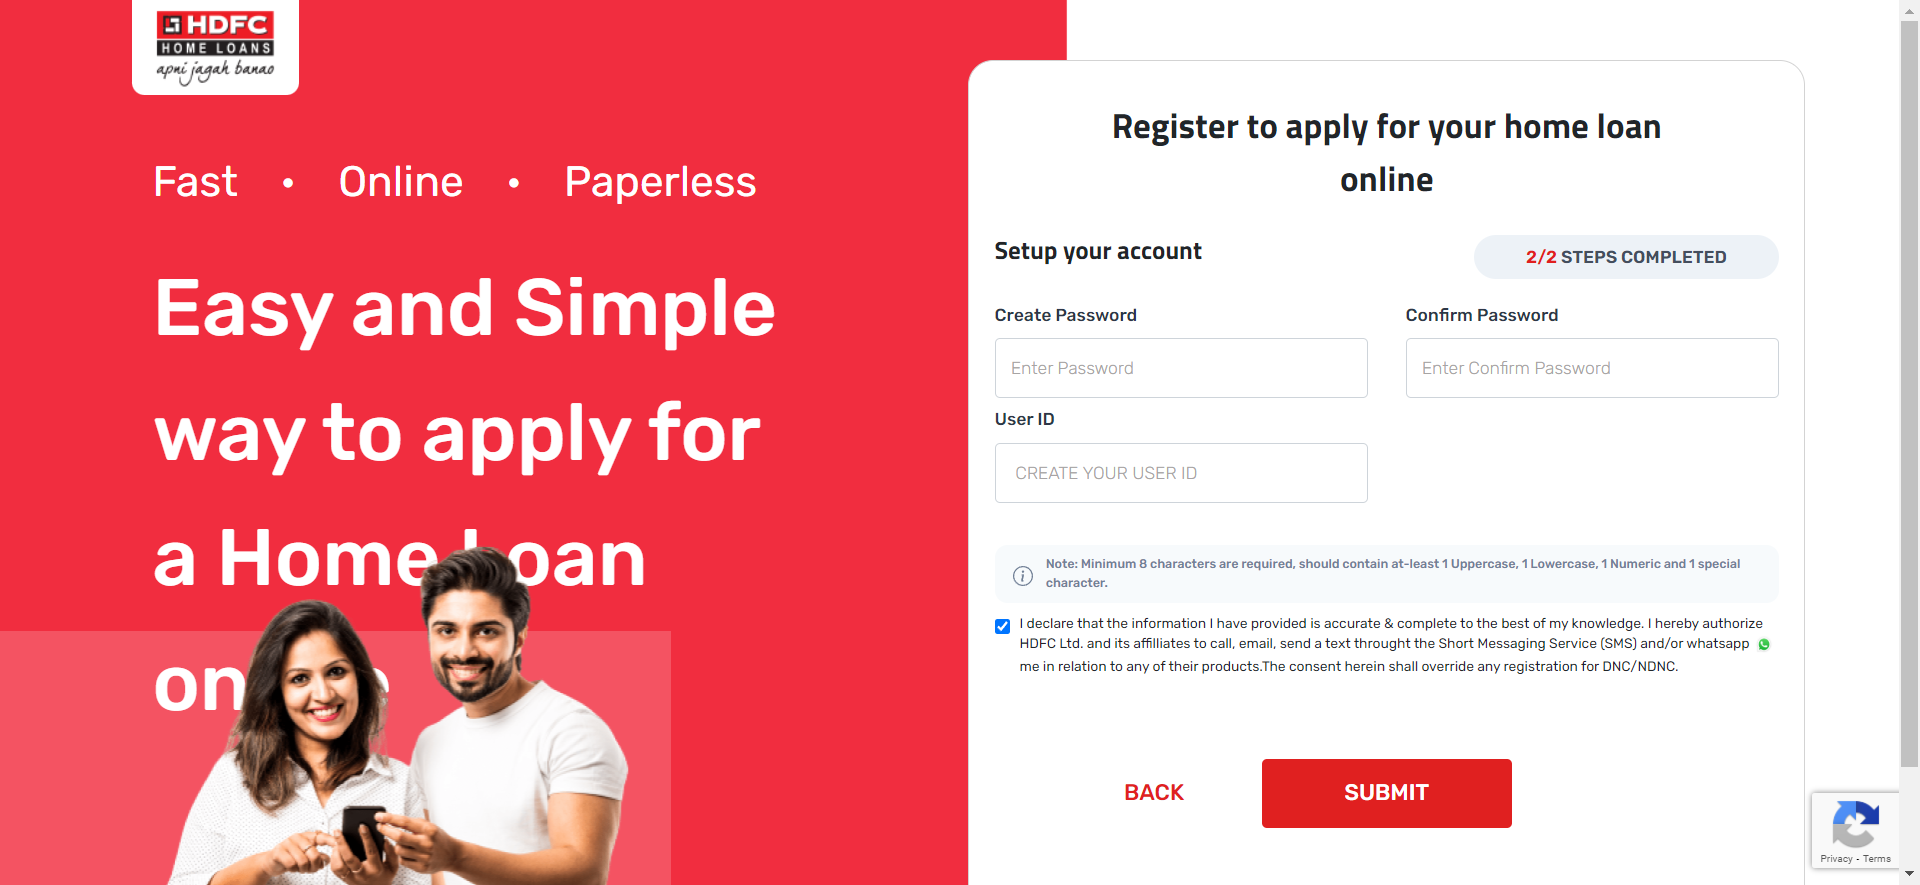 HDFC
HOME LOANS
apni jagah banao
Fast • Online • Paperless
Easy and Simple
way to apply for
a Home Loan
Register to apply for your home loan
online
Setup your account
2/2 STEPS COMPLETED
Create Password
Confirm Password
Enter Password
Enter Confirm Password
User ID
CREATE YOUR USER ID
Note: Minimum 8 characters are required, should contain at-least 1 Uppercase, 1 Lowercase, 1 Numeric and 1 special
character.
I declare that the information I have provided is accurate & complete to the best of my knowledge. I hereby authorize
HDFC Ltd. and its affilliates to call, email, send a text throught the Short Messaging Service (SMS) and/or whatsapp
me in relation to any of their products.The consent herein shall override any registration for DNC/NDNC.
BACK
SUBMIT
Privacy - Terms